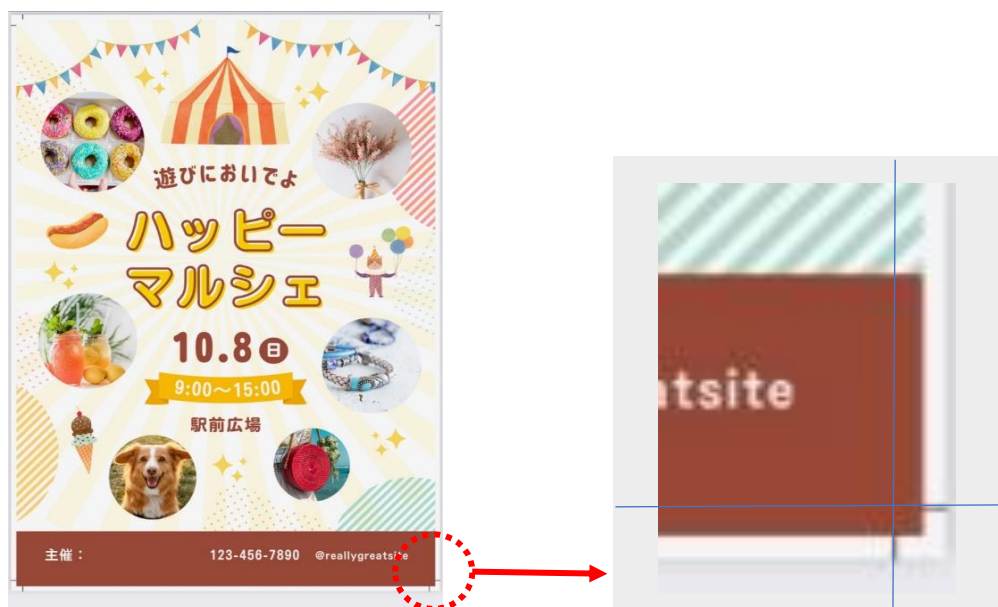 遊びにおいでよ
ハッピー
マルシェ
10.8 日
9:00～15:00
駅前広場
主催： 123-456-7890 @reallygreatsite
tsite